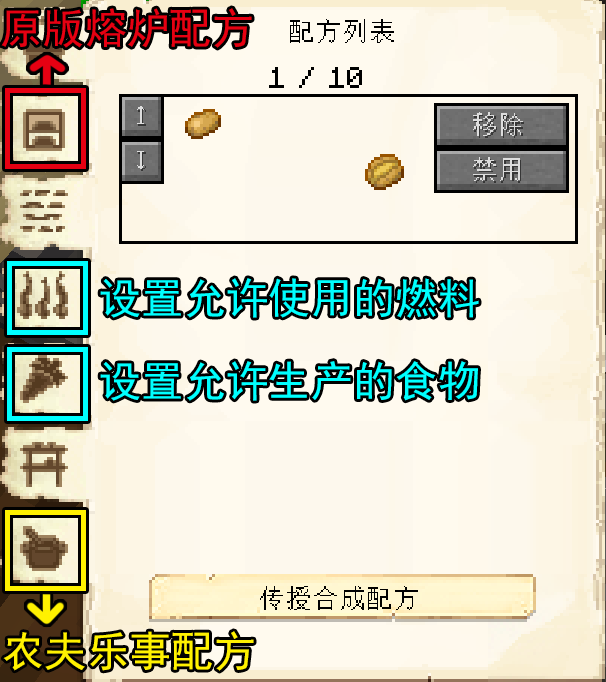 原版熔炉配方
配方列表
1 / 10
移除
禁用
设置允许使用的燃料
设置允许生产的食物
传授合成配方
农夫乐事配方